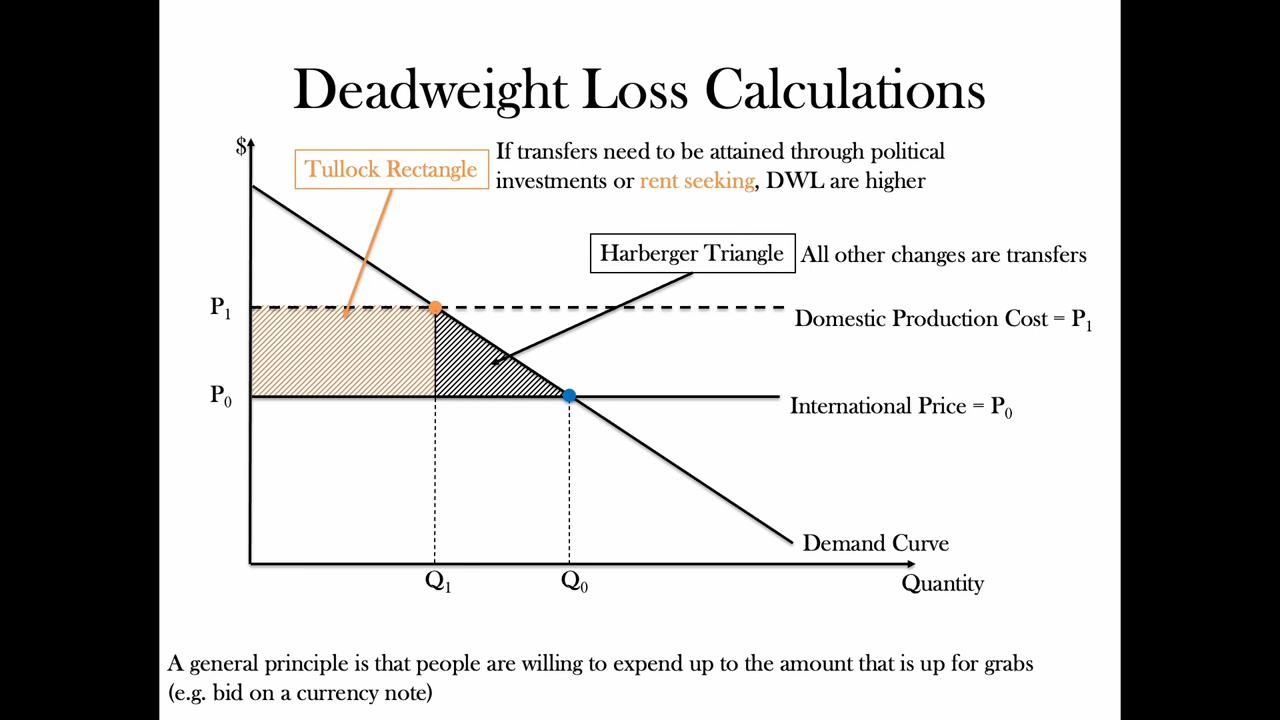 Deadweight Loss Calculations
$
Tullock Rectangle
If transfers need to be attained through political
investments or rent seeking, DWL are higher
Harberger Triangle
All other changes are transfers
P₁
Domestic Production Cost = P₁
P₀
International Price = P₀
Demand Curve
Q₁
Q₀
Quantity
A general principle is that people are willing to expend up to the amount that is up for grabs
(e.g. bid on a currency note)